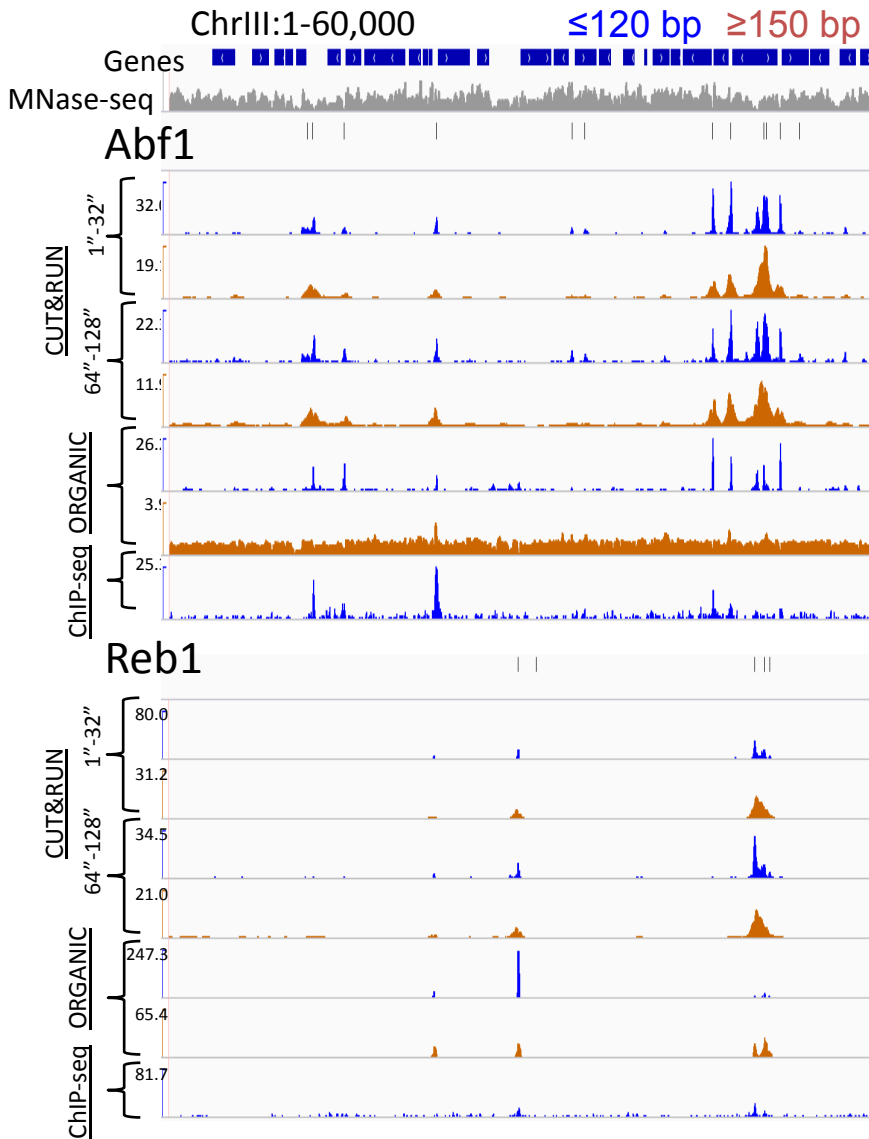 ChrIII:1-60,000 ≤120 bp ≥150 bp
Genes
MNase-seq
Abf1
CUT&RUN
1”-32”
32.
19.
64”-128”
22.
11.
ORGANIC
26.
3.
ChIP-seq
25.
Reb1
CUT&RUN
1”-32”
80.0
31.2
64”-128”
34.5
21.0
ORGANIC
247.3
65.4
ChIP-seq
81.7